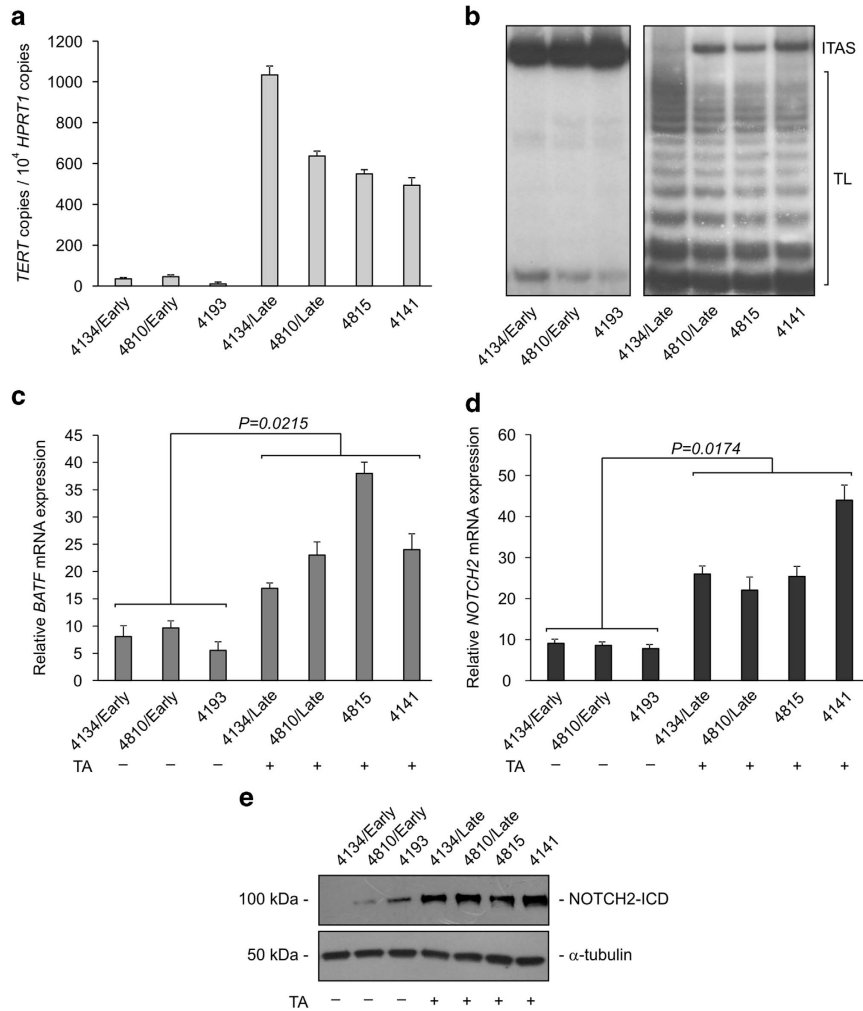 a
TERT copies / 10⁴ HPRT1 copies
1200
1000
800
600
400
200
0
4134/Early
4810/Early
4193
4134/Late
4810/Late
4815
4141
b
ITAS
TL
4134/Early
4810/Early
4193
4134/Late
4810/Late
4815
4141
c
Relative BATF mRNA expression
P=0.0215
45
40
35
30
25
20
15
10
5
0
4134/Early
4810/Early
4193
4134/Late
4810/Late
4815
4141
TA – – – + + + +
d
Relative NOTCH2 mRNA expression
P=0.0174
60
50
40
30
20
10
0
4134/Early
4810/Early
4193
4134/Late
4810/Late
4815
4141
TA – – – + + + +
e
4134/Early
4810/Early
4193
4134/Late
4810/Late
4815
4141
100 kDa - - NOTCH2-ICD
50 kDa - - α-tubulin
TA – – – + + + +